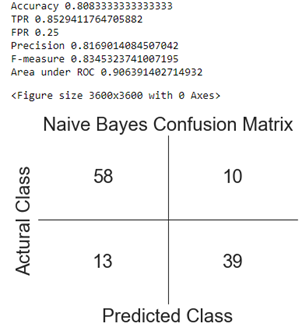 Accuracy 0.8083333333333333
TPR 0.8529411764705882
FPR 0.25
Precision 0.8169014084507042
F-measure 0.8345323741007195
Area under ROC 0.906391402714932
<Figure size 3600x3600 with 0 Axes>
Naive Bayes Confusion Matrix
Actural Class
58 10
13 39
Predicted Class